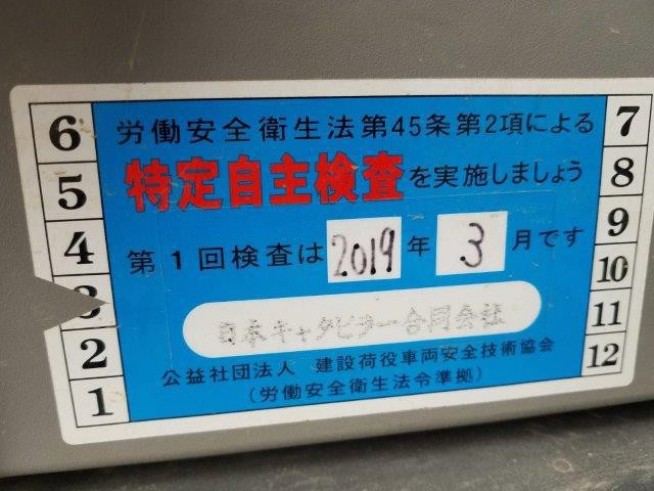 6 労働安全衛生法第45条第2項による 7
5 特定自主検査を実施しましょう 8
4 第1回検査は2019年3月です 9
3 10
日本キャタピラー合同会社
2 公益社団法人 建設荷役車両安全技術協会 11
1 (労働安全衛生法令準拠) 12